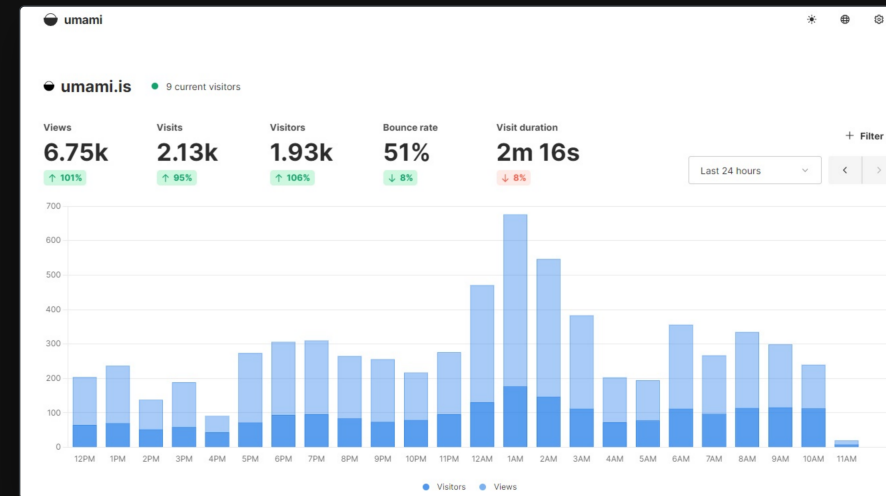 umami
umami.is 9 current visitors
Views Visits Visitors Bounce rate Visit duration
6.75k 2.13k 1.93k 51% 2m 16s
↑ 101% ↑ 95% ↑ 106% ↓ 8% ↓ 8%
+ Filter
Last 24 hours
700
600
500
400
300
200
100
0
12PM 1PM 2PM 3PM 4PM 5PM 6PM 7PM 8PM 9PM 10PM 11PM 12AM 1AM 2AM 3AM 4AM 5AM 6AM 7AM 8AM 9AM 10AM 11AM
Visitors Views